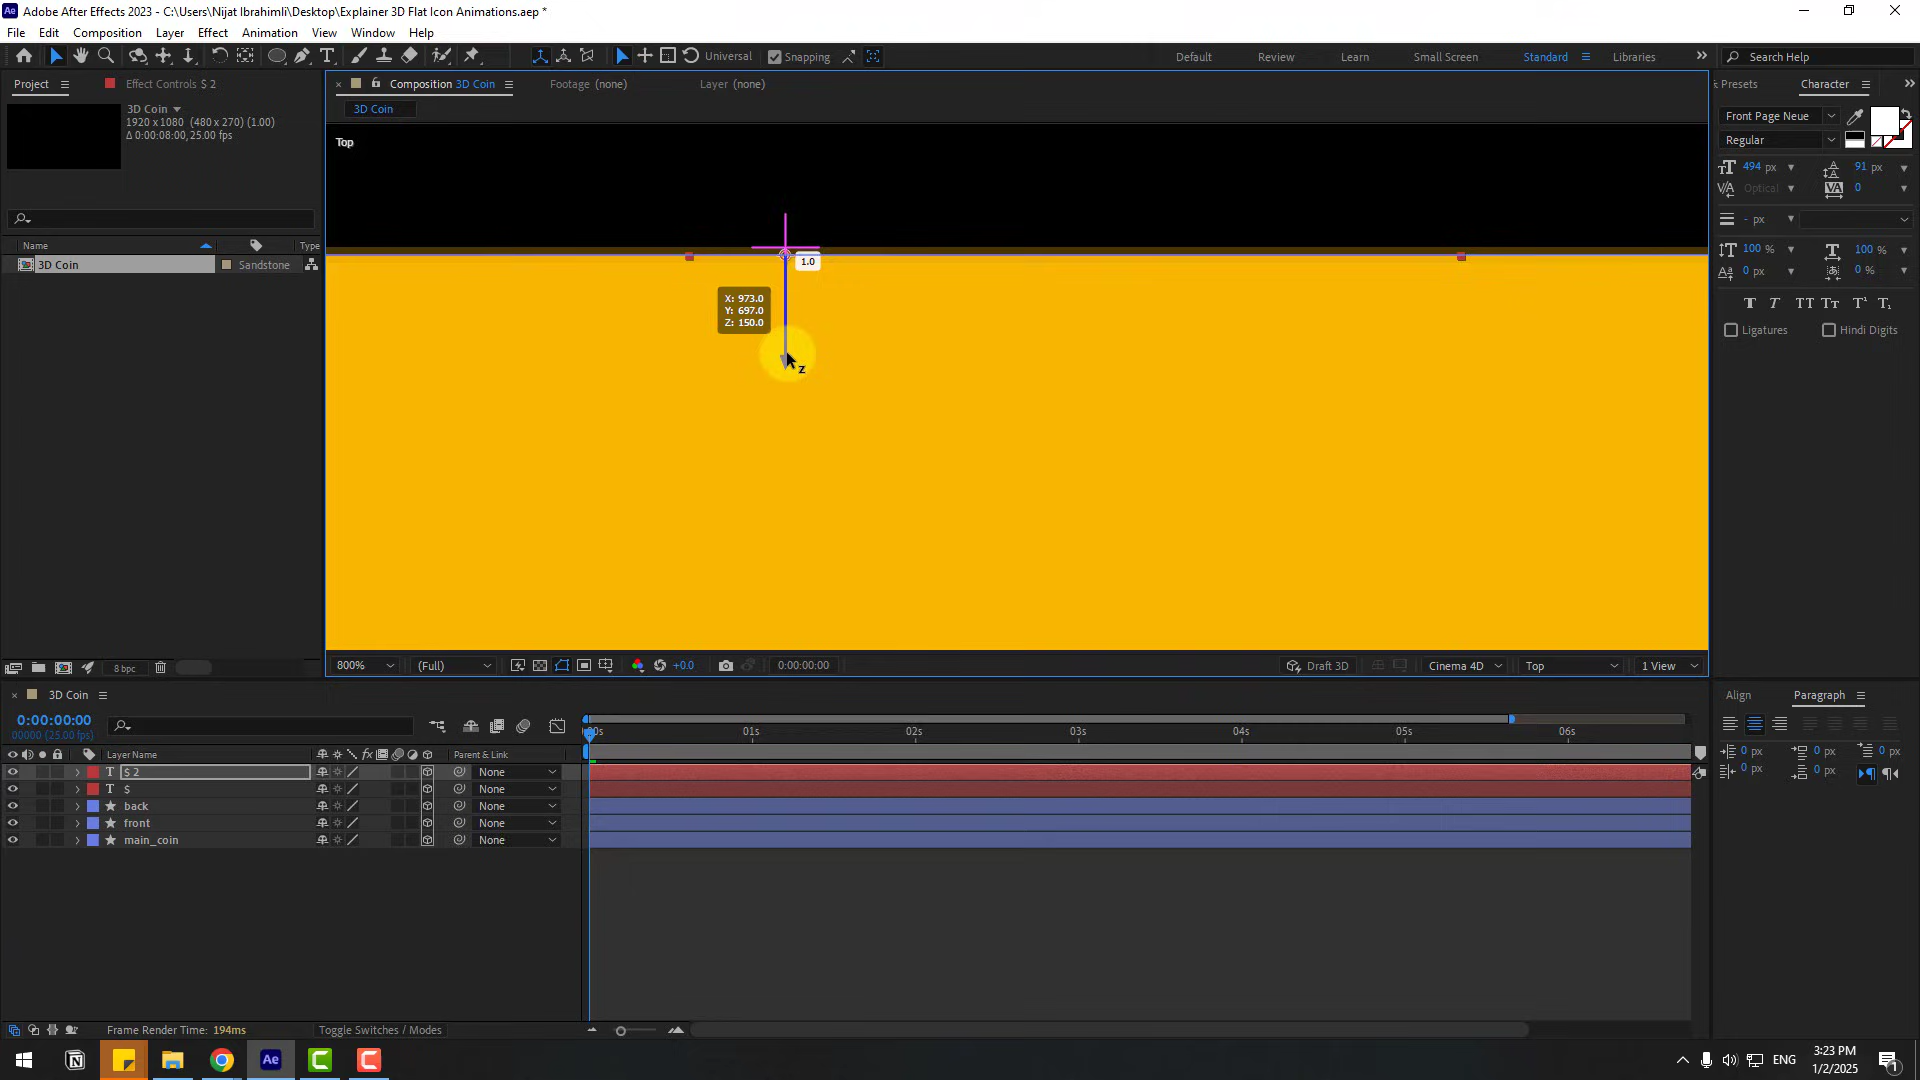 Adobe After Effects 2023 - C:\Users\Nijat Ibrahimli\Desktop\Explainer 3D Flat Icon Animations.aep *
File Edit Composition Layer Effect Animation View Window Help
Universal Snapping Default Review Learn Small Screen Standard Libraries Search Help
Project Effect Controls $ 2 Composition 3D Coin Footage (none) Layer (none) Presets Character
3D Coin
1920 x 1080 (480 x 270) (1.00)
Δ 0:00:08:00, 25.00 fps
3D Coin
Front Page Neue
Regular
Top
494 px 91 px
Optical 0
- px
Name Type
3D Coin Sandstone
100 % 100 %
0 px 0 %
1.0
X: 973.0
Y: 697.0
Z: 150.0
Z
Ligatures Hindi Digits
8 bpc 800% (Full) +0.0 0:00:00:00 Draft 3D Cinema 4D Top 1 View
3D Coin Align Paragraph
0:00:00:00
00000 (25.00 fps)
:00s 01s 02s 03s 04s 05s 06s
Layer Name Parent & Link
T $ 2 None
T $ None
back None
front None
main_coin None
0 px 0 px 0 px
0 px 0 px
Frame Render Time: 194ms Toggle Switches / Modes
ENG
3:23 PM
1/2/2025
1